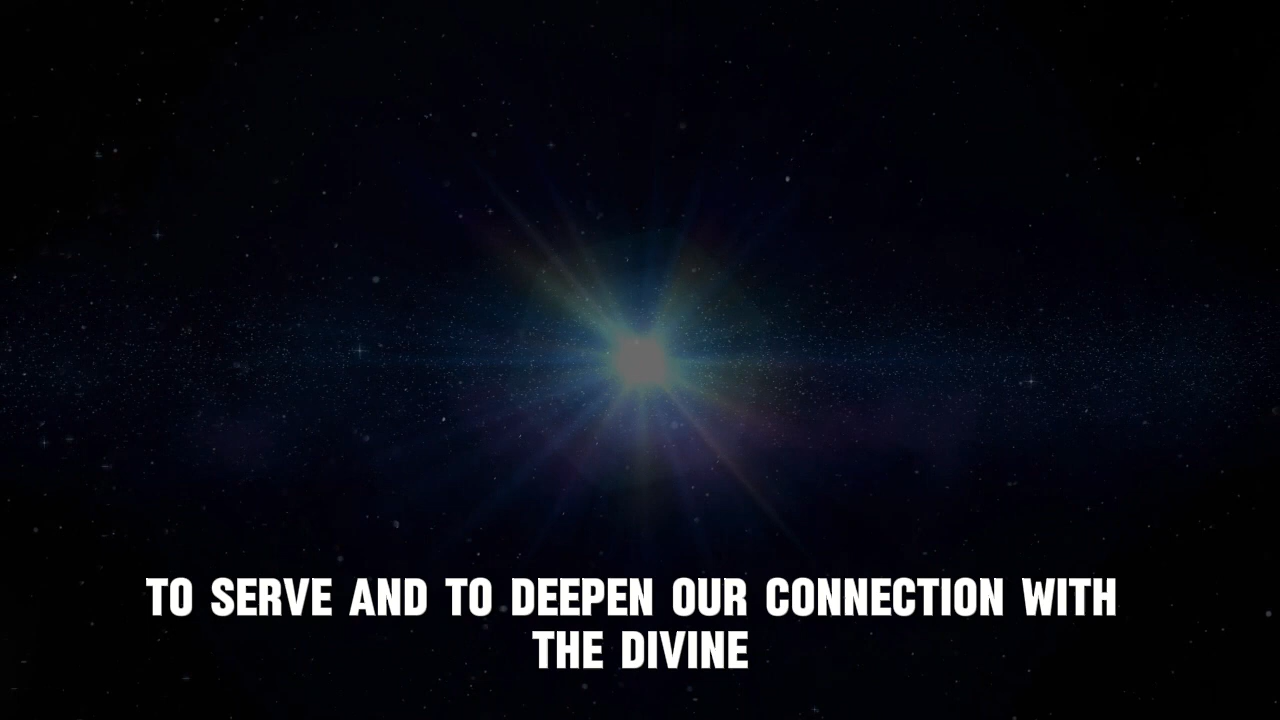 TO SERVE AND TO DEEPEN OUR CONNECTION WITH
THE DIVINE